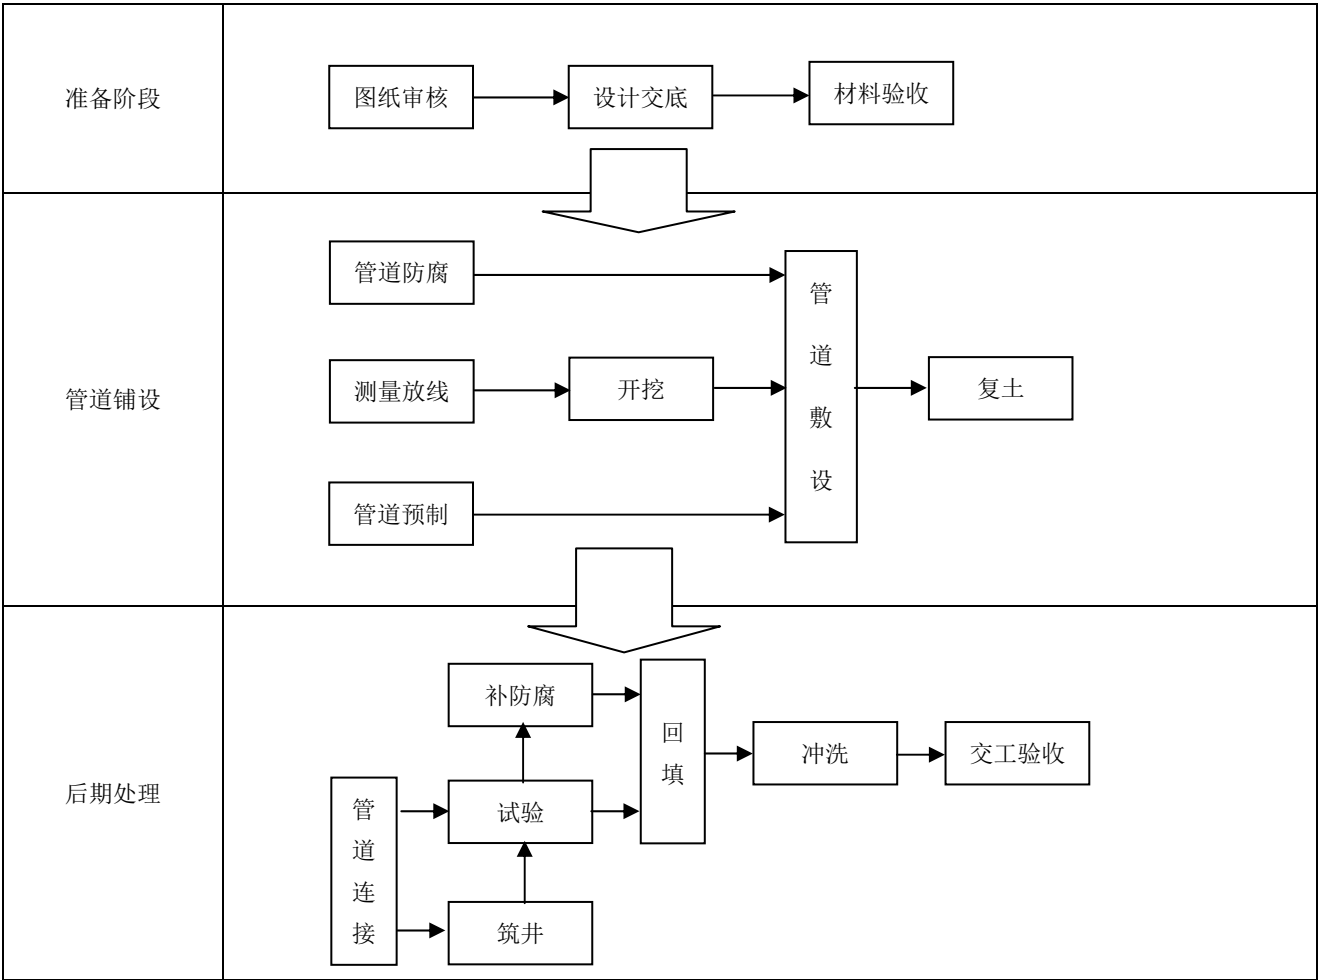 准备阶段
图纸审核
设计交底
材料验收
管道铺设
管道防腐
测量放线
开挖
管道预制
管道敷设
复土
后期处理
管道连接
补防腐
试验
筑井
回填
冲洗
交工验收